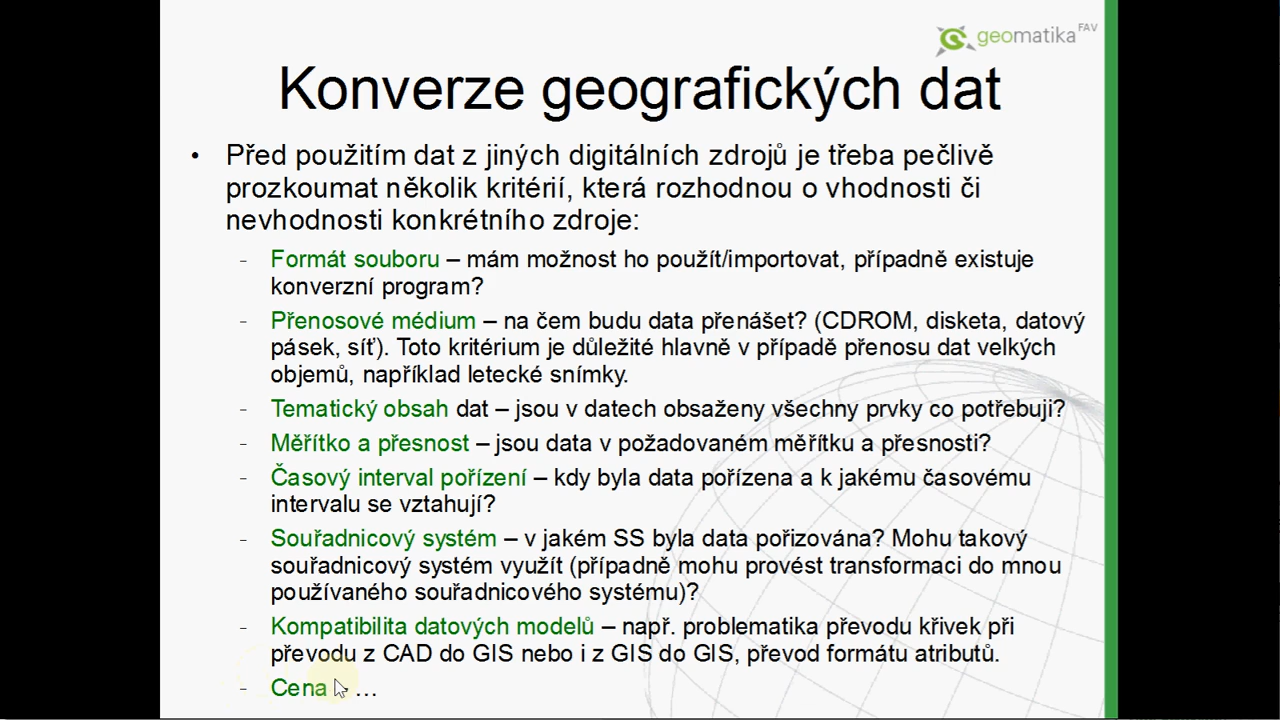 geomatika FAV
Konverze geografických dat
• Před použitím dat z jiných digitálních zdrojů je třeba pečlivě
prozkoumat několik kritérií, která rozhodnou o vhodnosti či
nevhodnosti konkrétního zdroje:
- Formát souboru – mám možnost ho použít/importovat, případně existuje
konverzní program?
- Přenosové médium – na čem budu data přenášet? (CDROM, disketa, datový
pásek, síť). Toto kritérium je důležité hlavně v případě přenosu dat velkých
objemů, například letecké snímky.
- Tematický obsah dat – jsou v datech obsaženy všechny prvky co potřebuji?
- Měřítko a přesnost – jsou data v požadovaném měřítku a přesnosti?
- Časový interval pořízení – kdy byla data pořízena a k jakému časovému
intervalu se vztahují?
- Souřadnicový systém – v jakém SS byla data pořizována? Mohu takový
souřadnicový systém využít (případně mohu provést transformaci do mnou
používaného souřadnicového systému)?
- Kompatibilita datových modelů – např. problematika převodu křivek při
převodu z CAD do GIS nebo i z GIS do GIS, převod formátu atributů.
- Cena – …